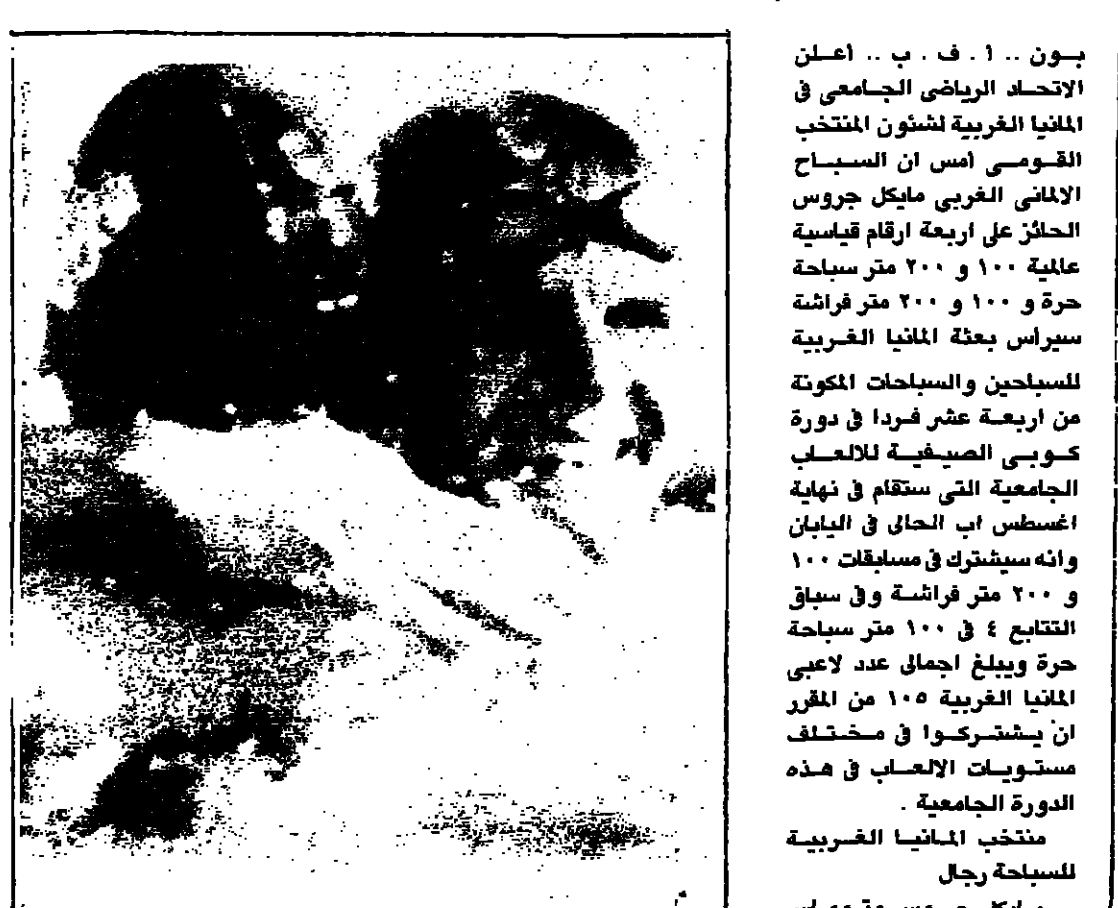 بون .. أ . ف . ب .. أعلن
الاتحاد الرياضى الجامعى فى
المانيا الغربية لشئون المنتخب
القومى أمس ان السباح
الالمانى الغربى مايكل جروس
الحائز على اربعة ارقام قياسية
عالمية ١٠٠ و ٢٠٠ متر سباحة
حرة و ١٠٠ و ٢٠٠ متر فراشة
سيرأس بعثة المانيا الغربية
للسباحين والسباحات المكونة
من اربعة عشر فردا فى دورة
كوبى الصيفية للالعاب
الجامعية التى ستقام فى نهاية
اغسطس اب الحالى فى اليابان
وانه سيشترك فى مسابقات ١٠٠
و ٢٠٠ متر فراشة وفى سباق
التتابع ٤ فى ١٠٠ متر سباحة
حرة ويبلغ اجمالى عدد لاعبى
المانيا الغربية ١٠٥ من المقرر
ان يشتركوا فى مختلف
مستويات الالعاب فى هذه
الدورة الجامعية .
منتخب المانيا الغربية
للسباحة رجال